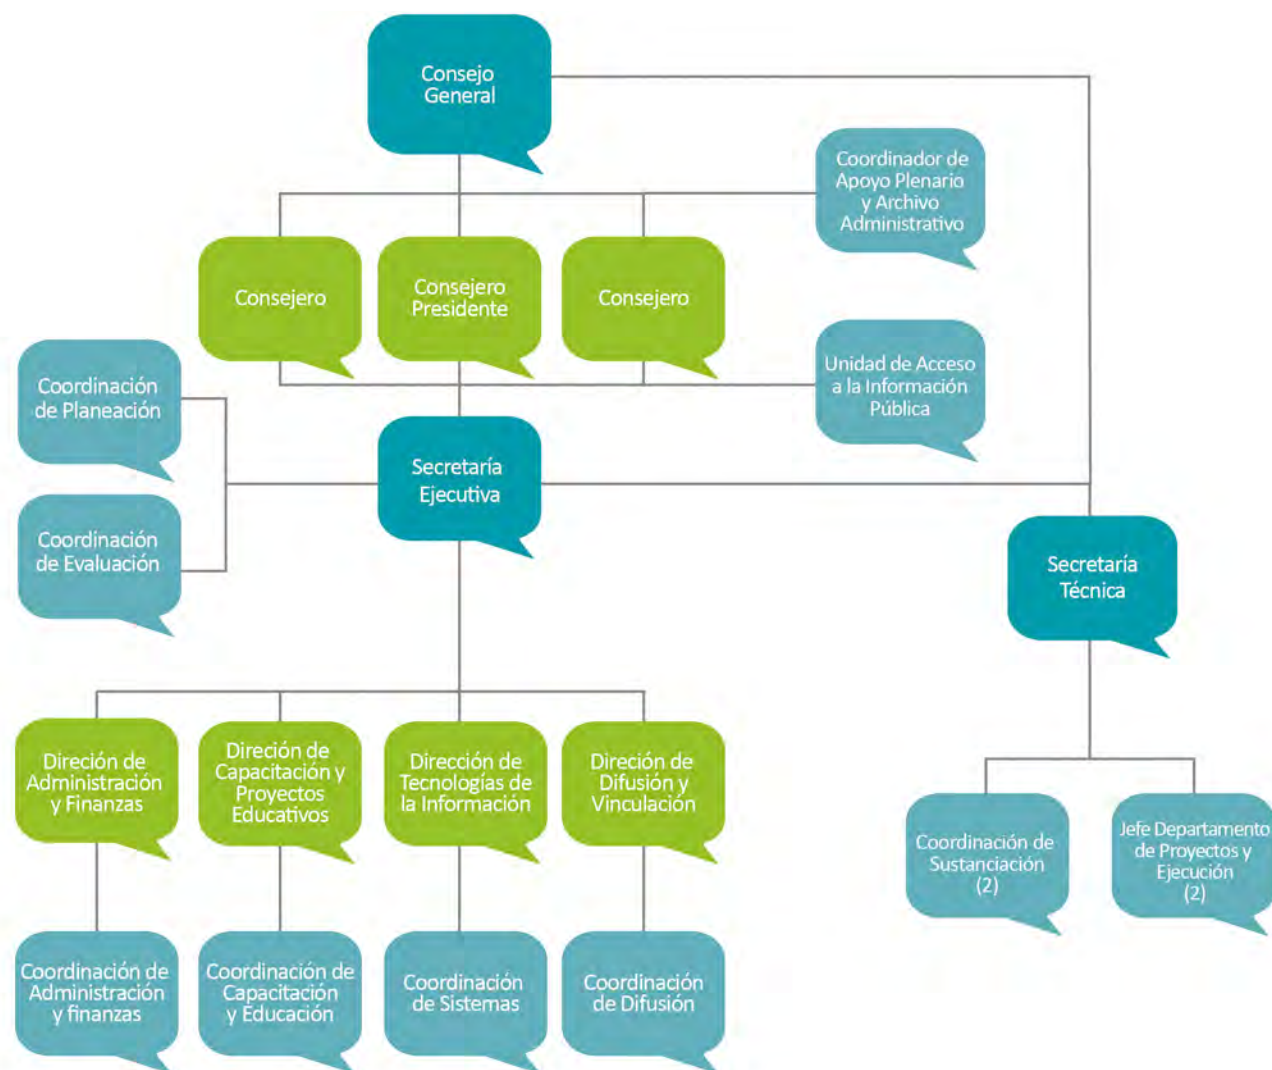 Consejo
General
Coordinador de
Apoyo Plenario
y Archivo
Administrativo
Consejero
Consejero
Presidente
Consejero
Unidad de Acceso
a la Información
Pública
Coordinación
de Planeación
Secretaría
Ejecutiva
Coordinación
de Evaluación
Secretaría
Técnica
Direción de
Administración
y Finanzas
Direción de
Capacitación y
Proyectos
Educativos
Dirección de
Tecnologías de
la Información
Direción de
Difusión y
Vinculación
Coordinación de
Sustanciación
(2)
Jefe Departamento
de Proyectos y
Ejecución
(2)
Coordinación de
Administración
y finanzas
Coordinación de
Capacitación
y Educación
Coordinación
de Sistemas
Coordinación
de Difusión